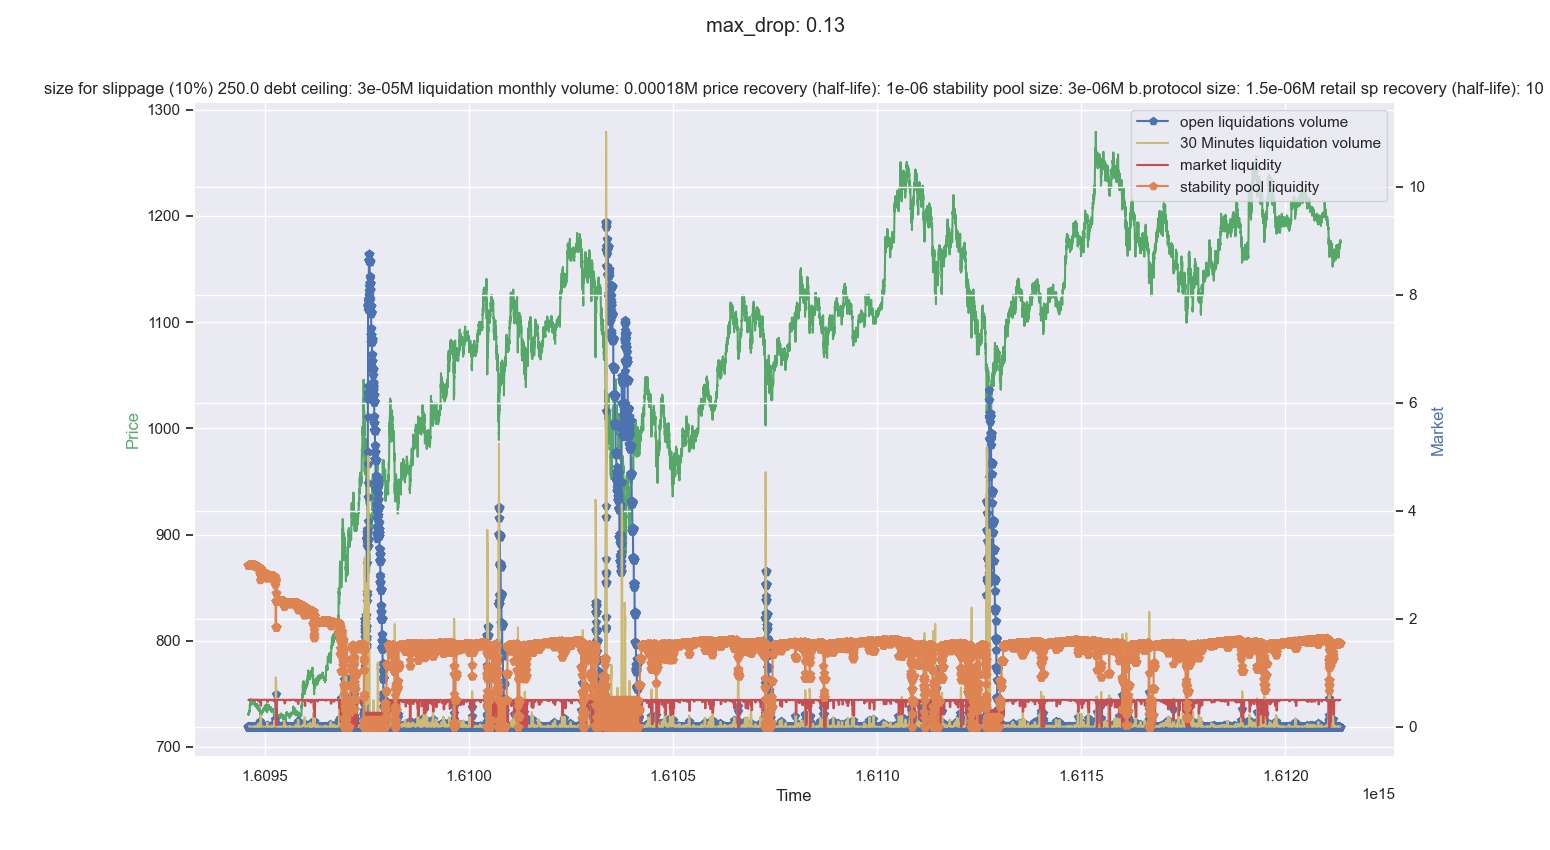 max_drop: 0.13
size for slippage (10%) 250.0 debt ceiling: 3e-05M liquidation monthly volume: 0.00018M price recovery (half-life): 1e-06 stability pool size: 3e-06M b.protocol size: 1.5e-06M retail sp recovery (half-life): 10
1300
1200
1100
1000
900
800
700
Price
open liquidations volume
30 Minutes liquidation volume
market liquidity
stability pool liquidity
10
8
6
4
2
0
Market
1.6095
1.6100
1.6105
1.6110
1.6115
1.6120
Time
1e15